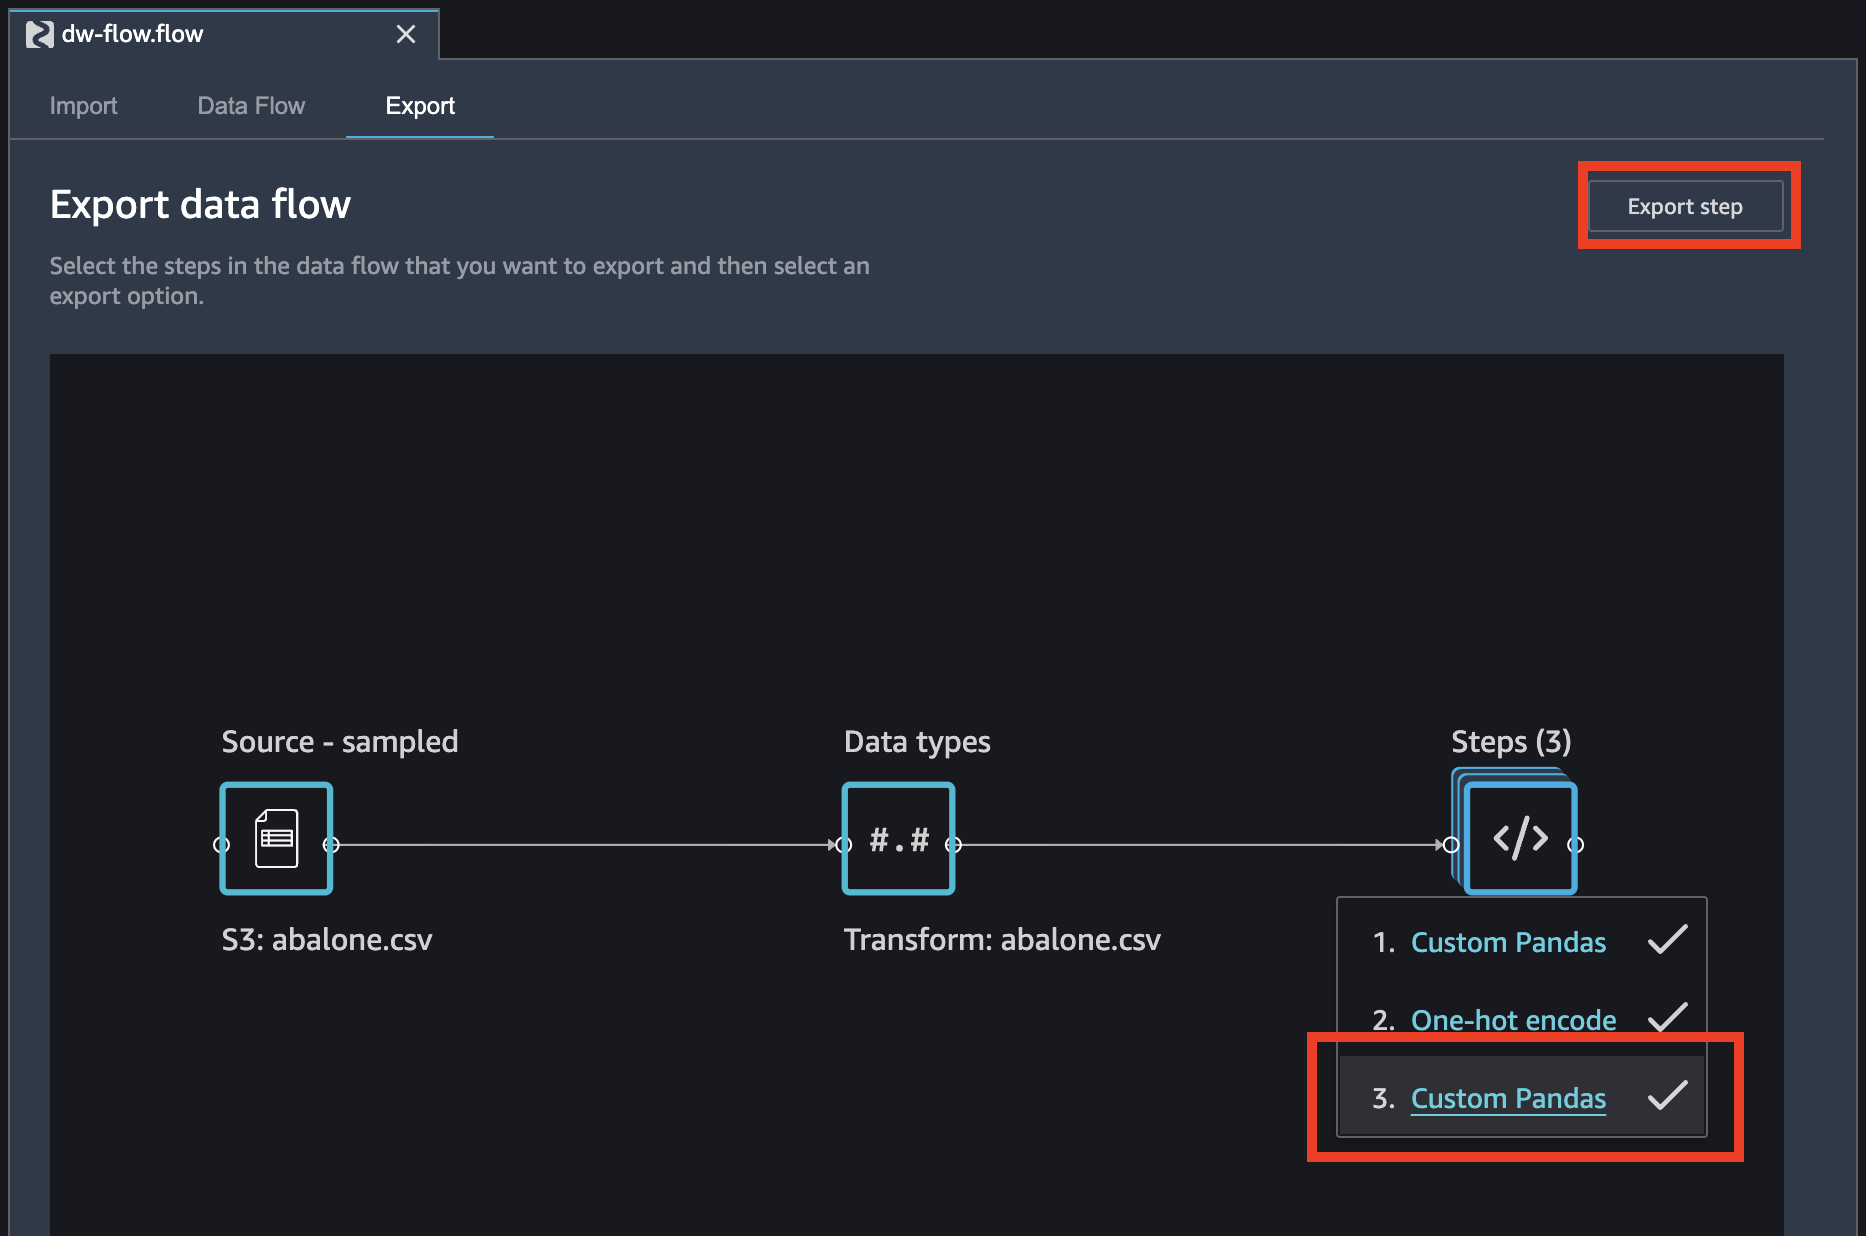 dw-flow.flow
Import Data Flow Export
Export data flow
Export step
Select the steps in the data flow that you want to export and then select an
export option.
Source - sampled
Data types
Steps (3)
#.#
</>
S3: abalone.csv
Transform: abalone.csv
1. Custom Pandas
2. One-hot encode
3. Custom Pandas